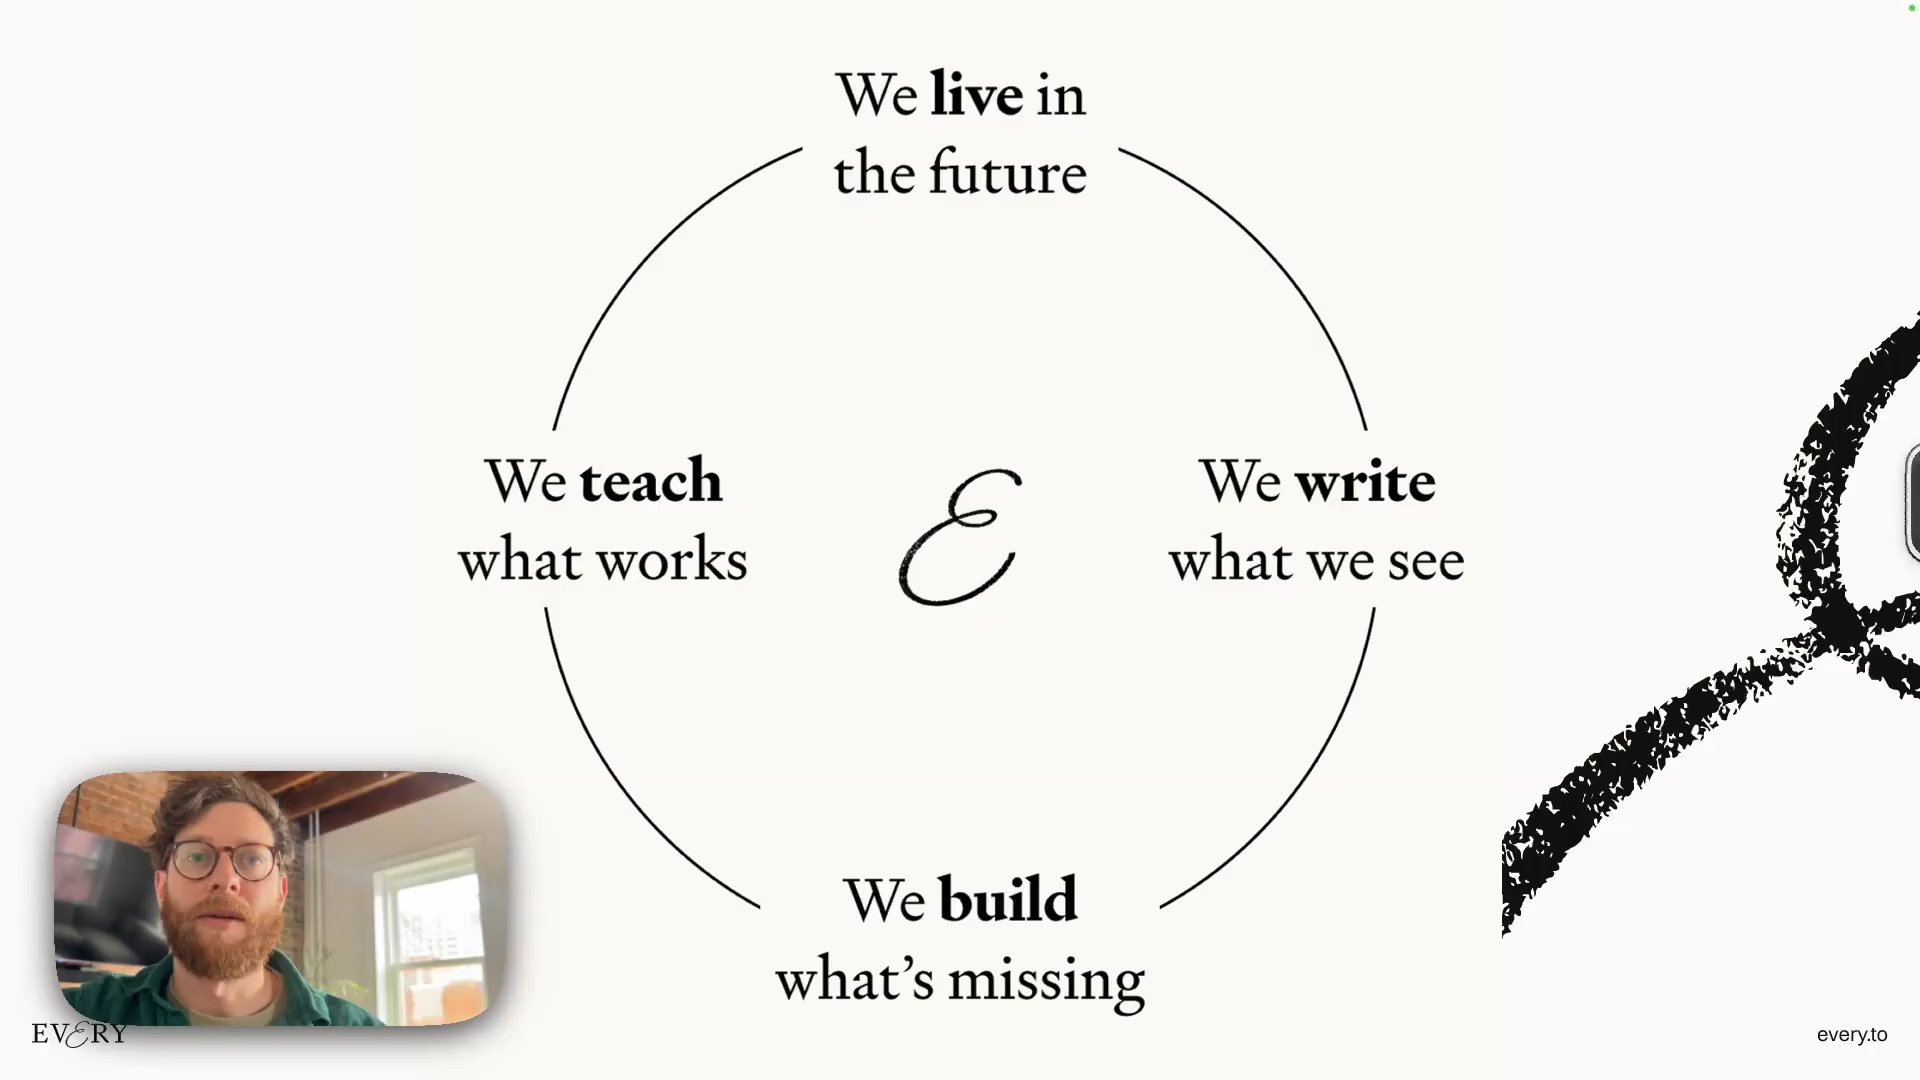 We live in
the future
We teach
what works
E
We write
what we see
We build
what’s missing
EVERY
every.to